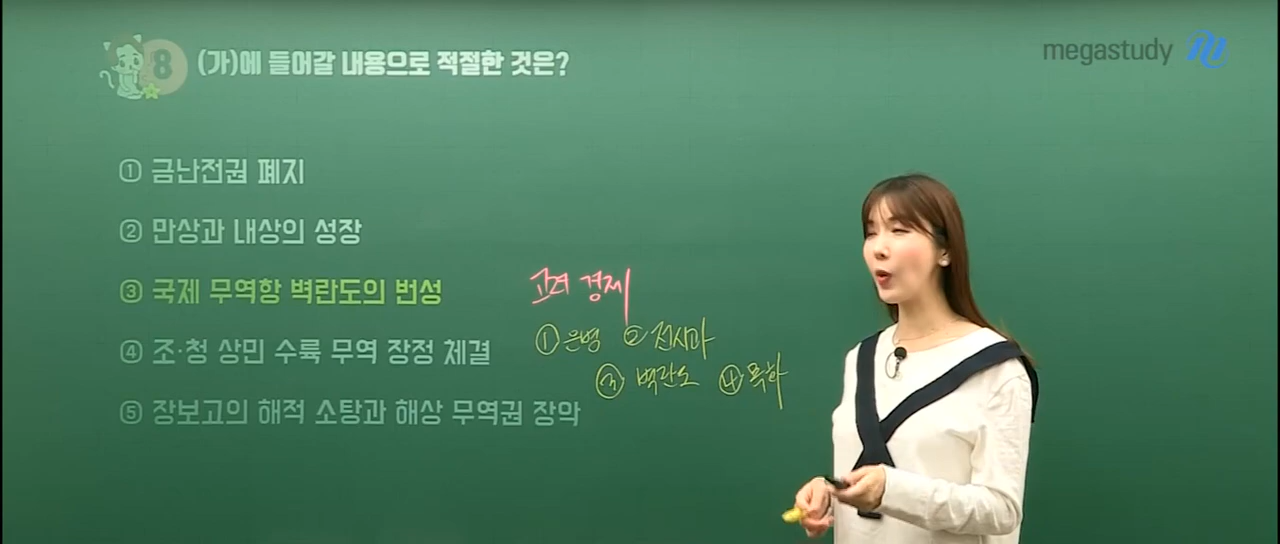 8 (가)에 들어갈 내용으로 적절한 것은?
megastudy
① 금난전권 폐지
② 만상과 내상의 성장
③ 국제 무역항 벽란도의 번성
④ 조·청 상민 수륙 무역 장정 체결
⑤ 장보고의 해적 소탕과 해상 무역권 장악
고려 경제
① 은병 ② 전시과
③ 벽란도 ④ 목화